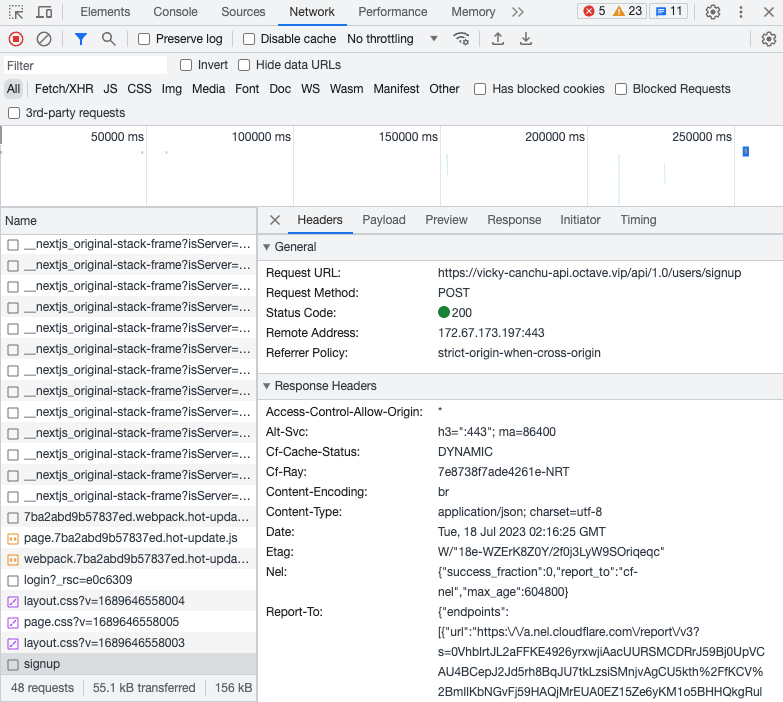 Elements Console Sources Network Performance Memory 5 23 11
Preserve log Disable cache No throttling
Filter Invert Hide data URLs
All Fetch/XHR JS CSS Img Media Font Doc WS Wasm Manifest Other Has blocked cookies Blocked Requests
3rd-party requests
50000 ms 100000 ms 150000 ms 200000 ms 250000 ms
Name
__nextjs_original-stack-frame?isServer=...
__nextjs_original-stack-frame?isServer=...
__nextjs_original-stack-frame?isServer=...
__nextjs_original-stack-frame?isServer=...
__nextjs_original-stack-frame?isServer=...
__nextjs_original-stack-frame?isServer=...
__nextjs_original-stack-frame?isServer=...
__nextjs_original-stack-frame?isServer=...
__nextjs_original-stack-frame?isServer=...
__nextjs_original-stack-frame?isServer=...
__nextjs_original-stack-frame?isServer=...
__nextjs_original-stack-frame?isServer=...
__nextjs_original-stack-frame?isServer=...
7ba2abd9b57837ed.webpack.hot-upda...
page.7ba2abd9b57837ed.hot-update.js
webpack.7ba2abd9b57837ed.hot-upda...
login?_rsc=e0c6309
layout.css?v=1689646558004
page.css?v=1689646558005
layout.css?v=1689646558003
signup
48 requests 55.1 kB transferred 156 kB
Headers Payload Preview Response Initiator Timing
General
Request URL: https://vicky-canchu-api.octave.vip/api/1.0/users/signup
Request Method: POST
Status Code: 200
Remote Address: 172.67.173.197:443
Referrer Policy: strict-origin-when-cross-origin
Response Headers
Access-Control-Allow-Origin: *
Alt-Svc: h3=":443"; ma=86400
Cf-Cache-Status: DYNAMIC
Cf-Ray: 7e8738f7ade4261e-NRT
Content-Encoding: br
Content-Type: application/json; charset=utf-8
Date: Tue, 18 Jul 2023 02:16:25 GMT
Etag: W/"18e-WZErK8Z0Y/2f0j3LyW9SOriqeqc"
Nel: {"success_fraction":0,"report_to":"cf-
nel","max_age":604800}
Report-To: {"endpoints":
[{"url":"https:\/\/a.nel.cloudflare.com\/report\/v3?
s=0VhbIrtJL2aFFKE4926yrxwjiAacUURSMCDRrJ59Bj0UpVC
AU4BCepJ2Jd5rh8BqJU7tkLzsiSMnjvAgCU5kth%2FfKCV%
2BmIlKbNGvFj59HAQjMrEUA0EZ15Ze6yKM1o5BHHQkgRul